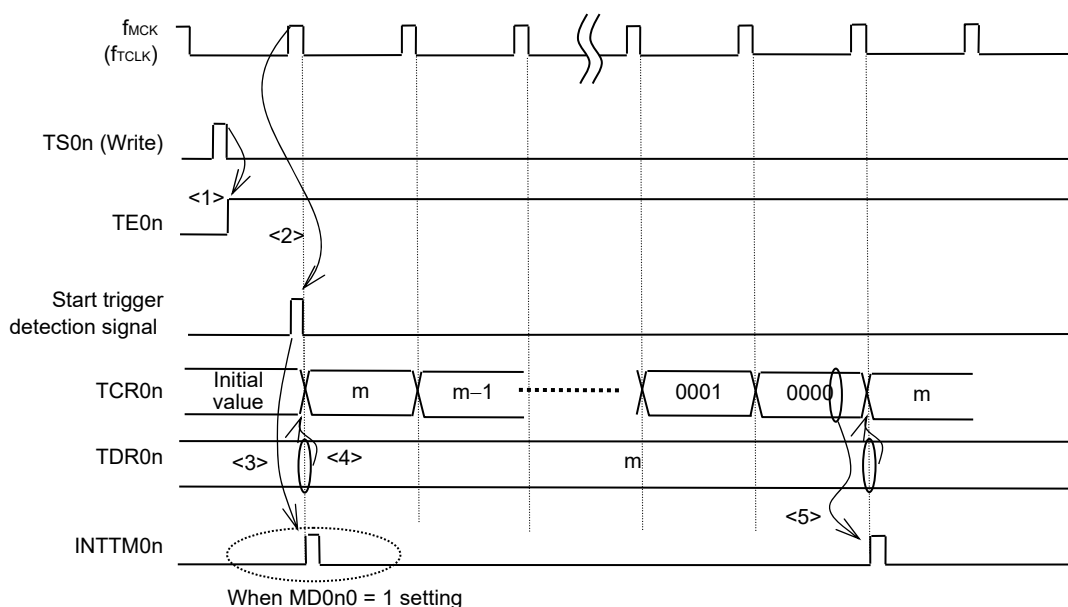 fMCK
(fTCLK)
TS0n (Write)
<1>
TE0n
<2>
Start trigger
detection signal
TCR0n
Initial
value
m
m−1
0001
0000
m
<3>
<4>
TDR0n
m
<5>
INTTM0n
When MD0n0 = 1 setting